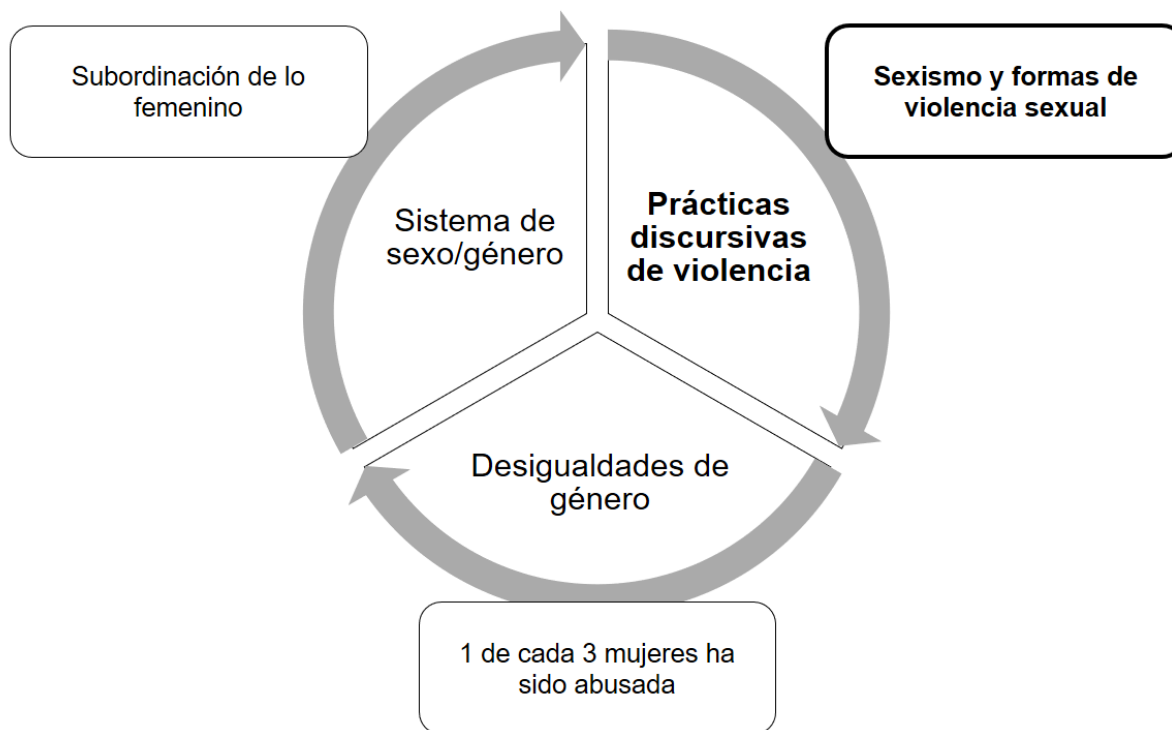 Subordinación de lo
femenino
Sexismo y formas de
violencia sexual
Sistema de
sexo/género
Prácticas
discursivas
de violencia
Desigualdades de
género
1 de cada 3 mujeres ha
sido abusada